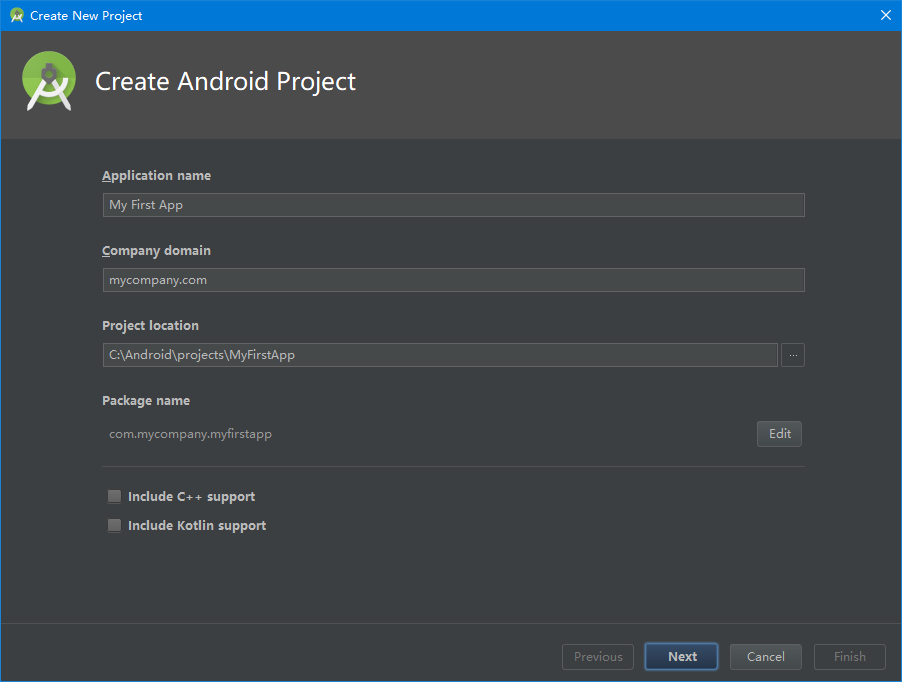 Create New Project
Create Android Project
Application name
My First App
Company domain
mycompany.com
Project location
C:\Android\projects\MyFirstApp
...
Package name
com.mycompany.myfirstapp
Edit
Include C++ support
Include Kotlin support
Previous Next Cancel Finish